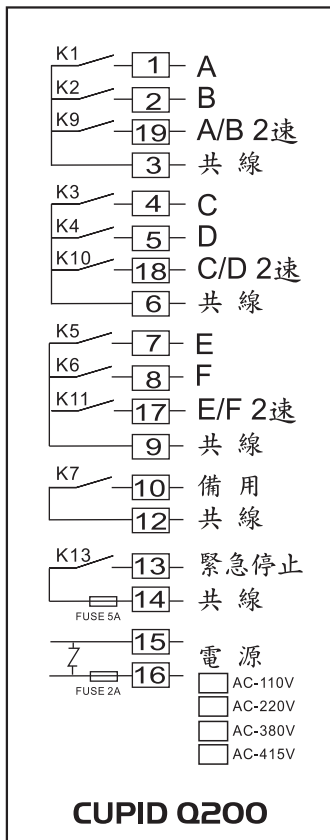 K1 1 A
K2 2 B
K9 19 A/B 2速
3 共 線
K3 4 C
K4 5 D
K10 18 C/D 2速
6 共 線
K5 7 E
K6 8 F
K11 17 E/F 2速
9 共 線
K7 10 備 用
12 共 線
K13 13 緊急停止
14 共 線
FUSE 5A
15
電 源
16
FUSE 2A
AC-110V
AC-220V
AC-380V
AC-415V
CUPID Q200